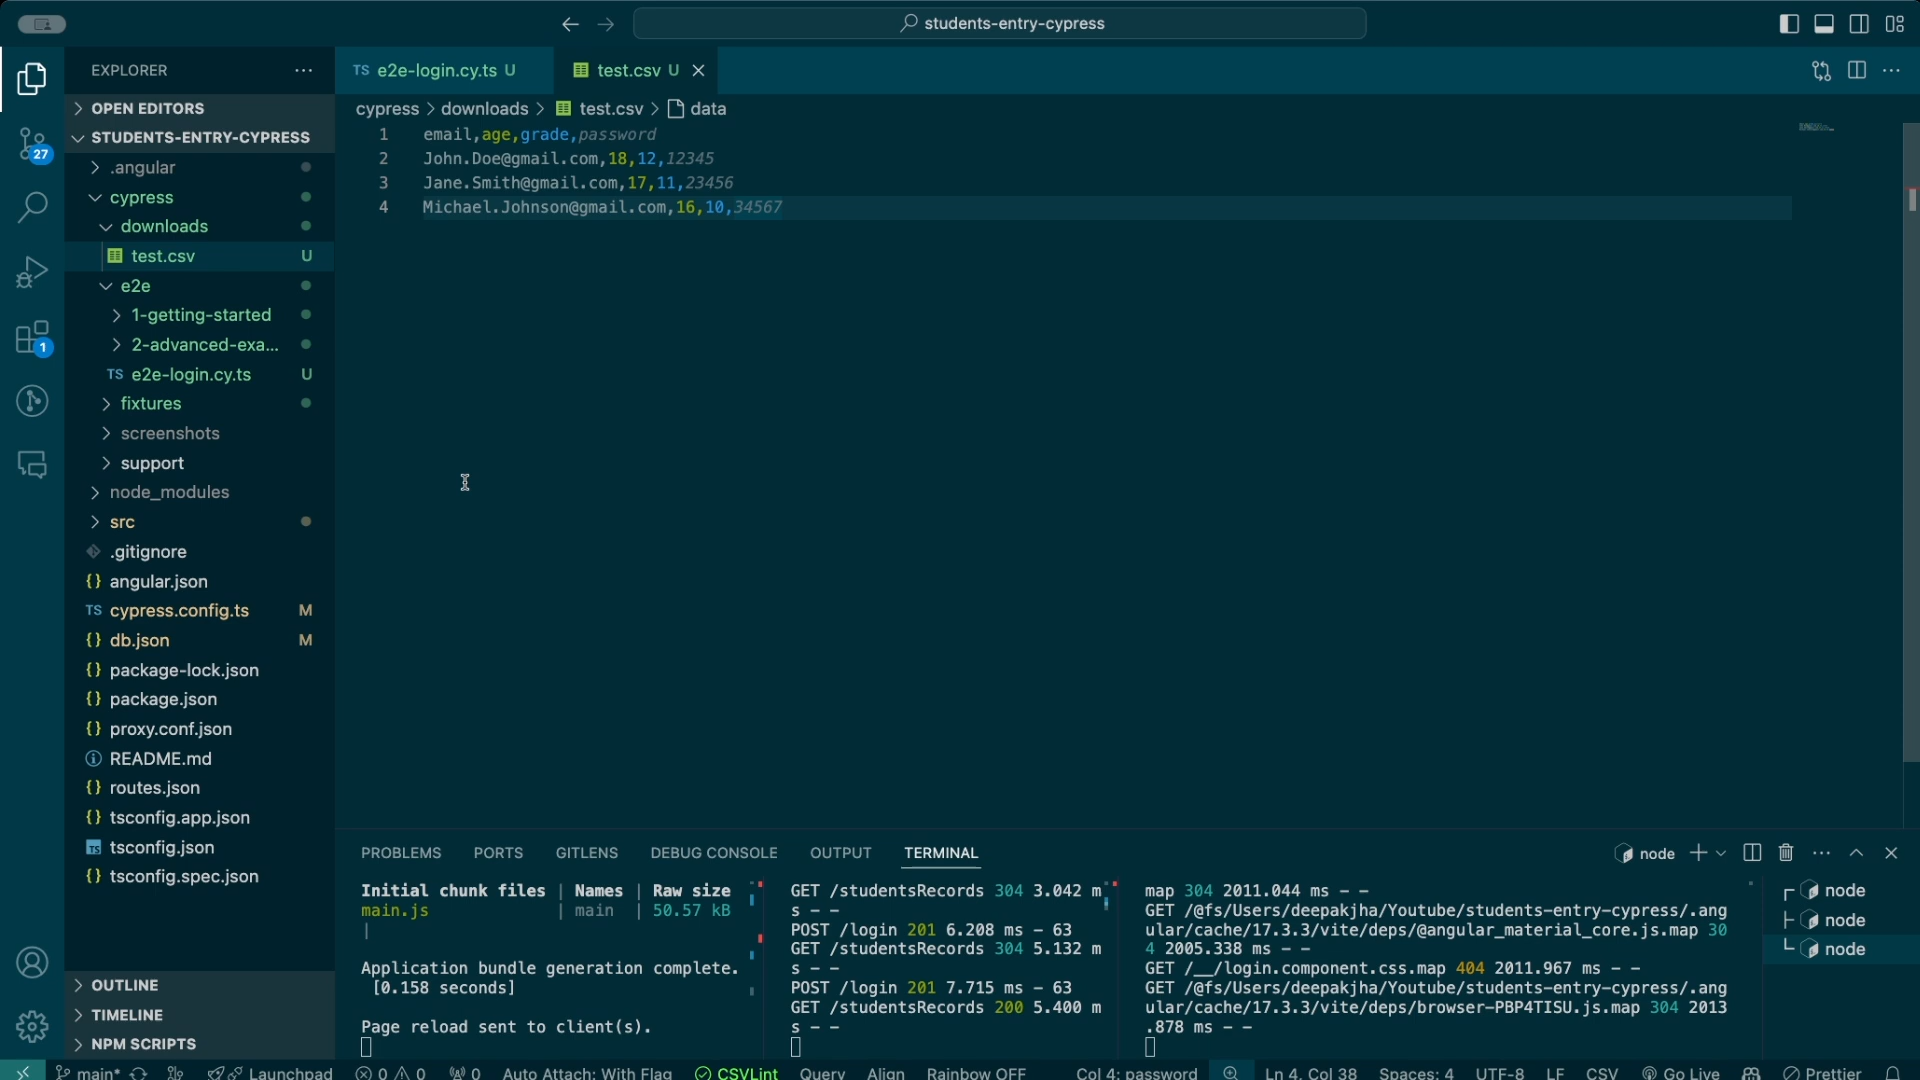 students-entry-cypress
EXPLORER
TS e2e-login.cy.ts U
test.csv U
OPEN EDITORS
STUDENTS-ENTRY-CYPRESS
27
.angular
cypress
downloads
test.csv U
e2e
1-getting-started
2-advanced-exa...
1
TS e2e-login.cy.ts U
fixtures
screenshots
support
node_modules
src
.gitignore
{} angular.json
TS cypress.config.ts M
{} db.json M
{} package-lock.json
{} package.json
{} proxy.conf.json
README.md
{} routes.json
{} tsconfig.app.json
TS tsconfig.json
{} tsconfig.spec.json
OUTLINE
TIMELINE
NPM SCRIPTS
cypress > downloads > test.csv > data
1 email,age,grade,password
2 John.Doe@gmail.com,18,12,12345
3 Jane.Smith@gmail.com,17,11,23456
4 Michael.Johnson@gmail.com,16,10,34567
PROBLEMS PORTS GITLENS DEBUG CONSOLE OUTPUT TERMINAL
node
Initial chunk files | Names | Raw size
main.js | main | 50.57 kB
|
Application bundle generation complete.
[0.158 seconds]
Page reload sent to client(s).
GET /studentsRecords 304 3.042 m
s - -
POST /login 201 6.208 ms - 63
GET /studentsRecords 304 5.132 m
s - -
POST /login 201 7.715 ms - 63
GET /studentsRecords 200 5.400 m
s - -
map 304 2011.044 ms - -
GET /@fs/Users/deepakjha/Youtube/students-entry-cypress/.ang
ular/cache/17.3.3/vite/deps/@angular_material_core.js.map 30
4 2005.338 ms - -
GET /__/login.component.css.map 404 2011.967 ms - -
GET /@fs/Users/deepakjha/Youtube/students-entry-cypress/.ang
ular/cache/17.3.3/vite/deps/browser-PBP4TISU.js.map 304 2013
.878 ms - -
node
node
node
main* Launchpad 0 0 0 Auto Attach: With Flag CSVLint Query Align Rainbow OFF Col 4: password Ln 4, Col 38 Spaces: 4 UTF-8 LF CSV Go Live Prettier